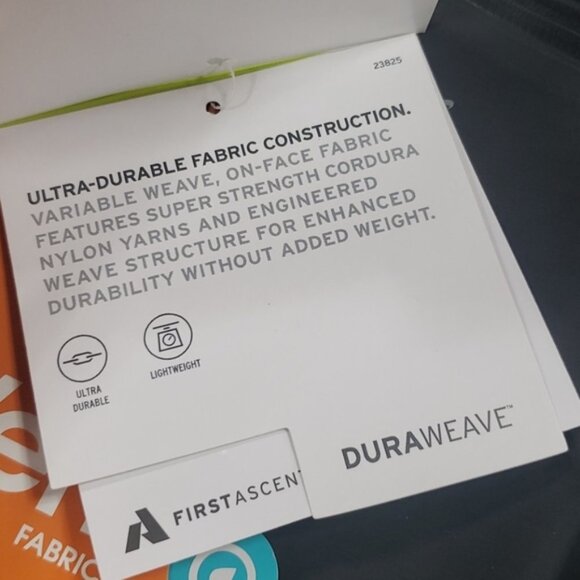 23825
ULTRA-DURABLE FABRIC CONSTRUCTION.
VARIABLE WEAVE, ON-FACE FABRIC
FEATURES SUPER STRENGTH CORDURA
NYLON YARNS AND ENGINEERED
WEAVE STRUCTURE FOR ENHANCED
DURABILITY WITHOUT ADDED WEIGHT.
ULTRA
DURABLE
LIGHTWEIGHT
DURAWEAVE™
FIRSTASCEN
FABRIC